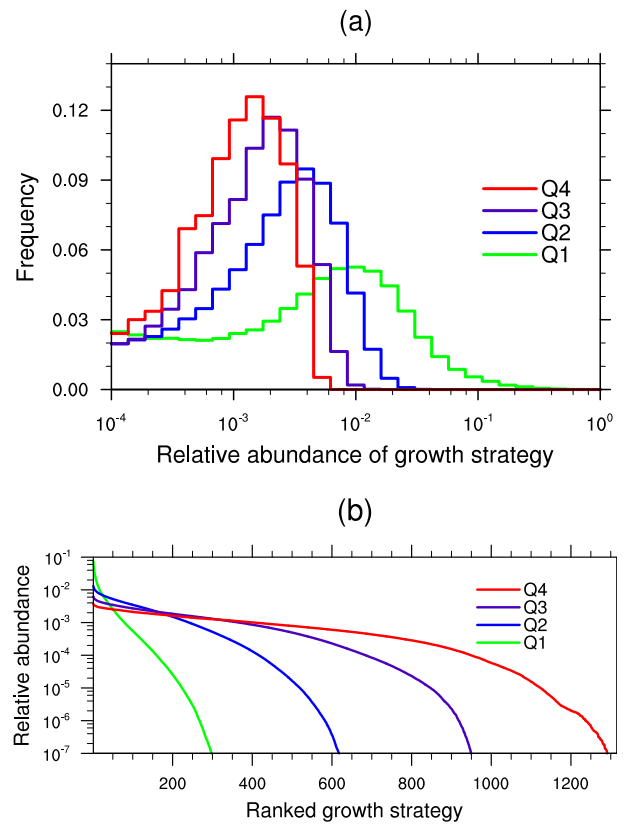 (a)
Frequency
0.12
0.09
0.06
0.03
0.00
Q4
Q3
Q2
Q1
10-4 10-3 10-2 10-1 100
Relative abundance of growth strategy
(b)
Relative abundance
10-1
10-2
10-3
10-4
10-5
10-6
10-7
Q4
Q3
Q2
Q1
200 400 600 800 1000 1200
Ranked growth strategy